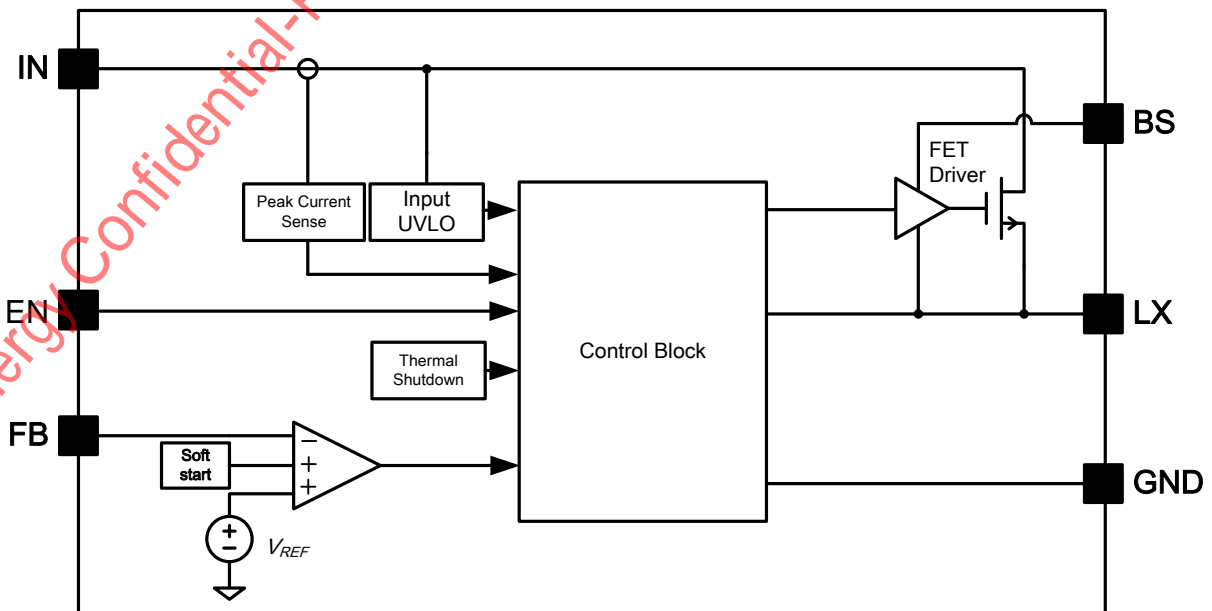 IN
BS
FET
Driver
Peak Current
Sense
Input
UVLO
EN
LX
Control Block
Thermal
Shutdown
FB
Soft
start
−
+
+
GND
+
−
VREF
Confidential-